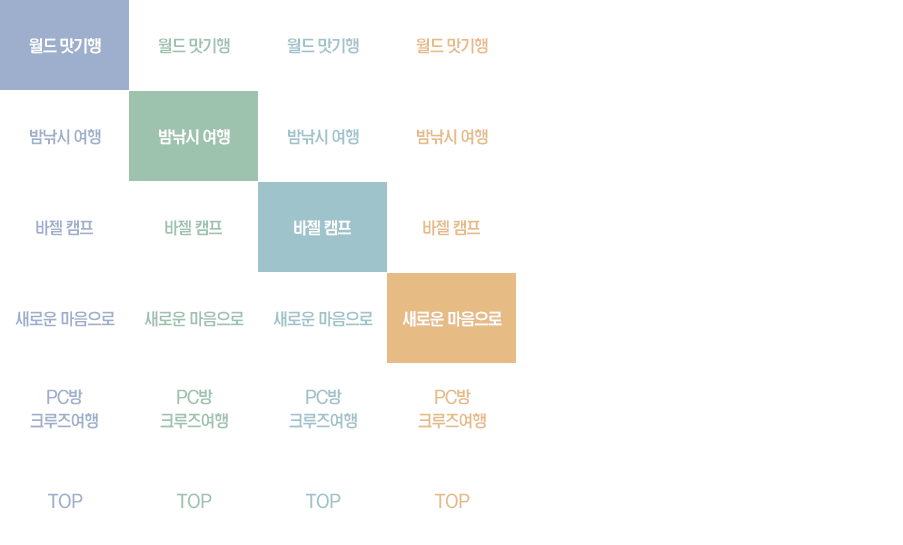 월드 맛기행 월드 맛기행 월드 맛기행 월드 맛기행
밤낚시 여행 밤낚시 여행 밤낚시 여행 밤낚시 여행
바젤 캠프 바젤 캠프 바젤 캠프 바젤 캠프
새로운 마음으로 새로운 마음으로 새로운 마음으로 새로운 마음으로
PC방 PC방 PC방 PC방
크루즈여행 크루즈여행 크루즈여행 크루즈여행
TOP TOP TOP TOP